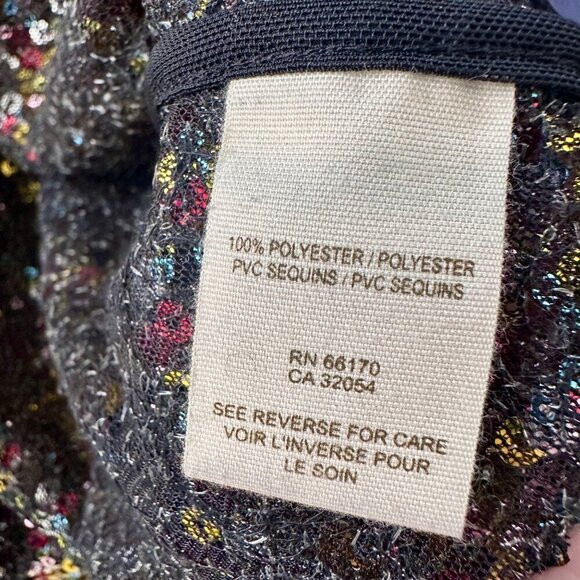 100% POLYESTER / POLYESTER
PVC SEQUINS / PVC SEQUINS
RN 66170
CA 32054
SEE REVERSE FOR CARE
VOIR L'INVERSE POUR
LE SOIN